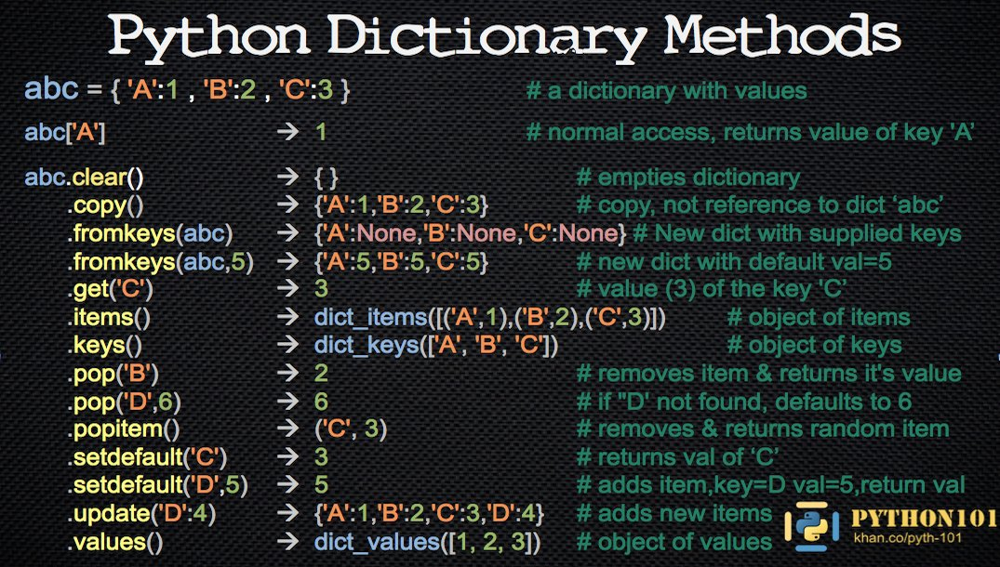 Python Dictionary Methods
abc = { 'A':1 , 'B':2 , 'C':3 } # a dictionary with values
abc['A'] → 1 # normal access, returns value of key 'A’
abc.clear() → { } # empties dictionary
.copy() → {'A':1,'B':2,'C':3} # copy, not reference to dict ‘abc’
.fromkeys(abc) → {'A':None,'B':None,'C':None} # New dict with supplied keys
.fromkeys(abc,5) → {'A':5,'B':5,'C':5} # new dict with default val=5
.get('C') → 3 # value (3) of the key 'C’
.items() → dict_items([('A',1),('B',2),('C',3)]) # object of items
.keys() → dict_keys(['A', 'B', 'C']) # object of keys
.pop('B') → 2 # removes item & returns it's value
.pop('D',6) → 6 # if "D' not found, defaults to 6
.popitem() → ('C', 3) # removes & returns random item
.setdefault('C') → 3 # returns val of ‘C’
.setdefault('D',5) → 5 # adds item,key=D val=5,return val
.update('D':4) → {'A':1,'B':2,'C':3,'D':4} # adds new items
.values() → dict_values([1, 2, 3]) # object of values
PYTHON101
khan.co/pyth-101